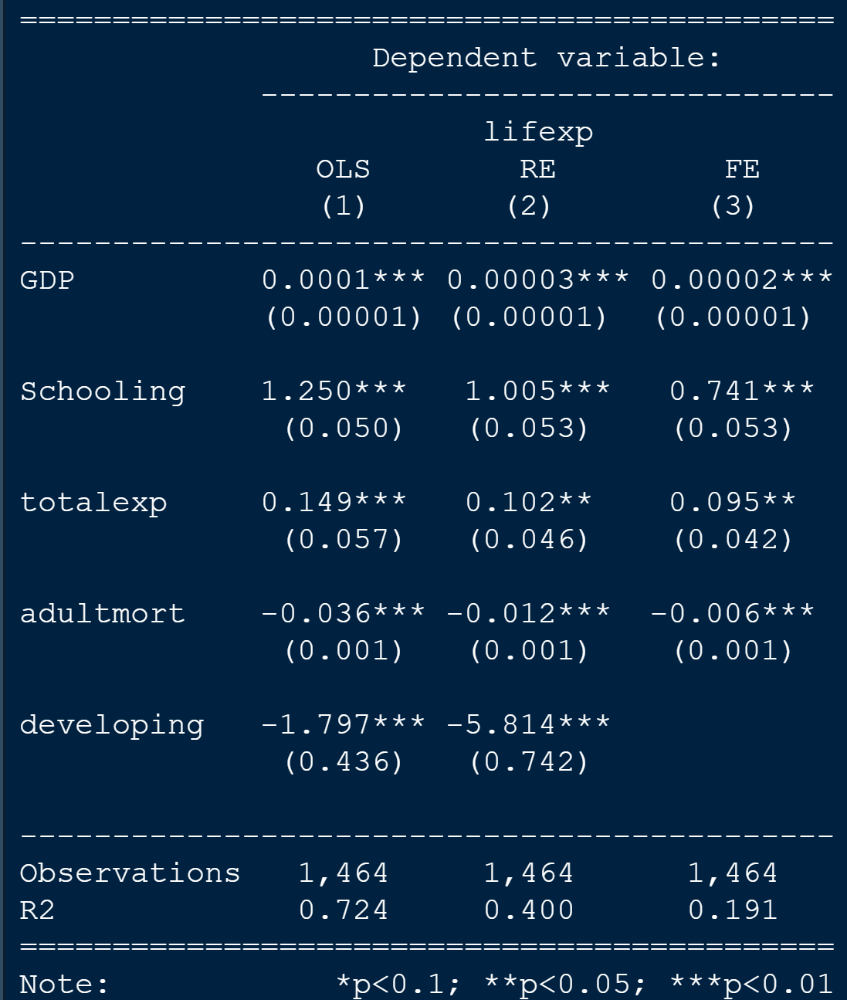 ============================================
Dependent variable:
-------------------------------
lifexp
OLS RE FE
(1) (2) (3)
--------------------------------------------
GDP 0.0001*** 0.00003*** 0.00002***
(0.00001) (0.00001) (0.00001)
Schooling 1.250*** 1.005*** 0.741***
(0.050) (0.053) (0.053)
totalexp 0.149*** 0.102** 0.095**
(0.057) (0.046) (0.042)
adultmort -0.036*** -0.012*** -0.006***
(0.001) (0.001) (0.001)
developing -1.797*** -5.814***
(0.436) (0.742)
--------------------------------------------
Observations 1,464 1,464 1,464
R2 0.724 0.400 0.191
============================================
Note: *p<0.1; **p<0.05; ***p<0.01